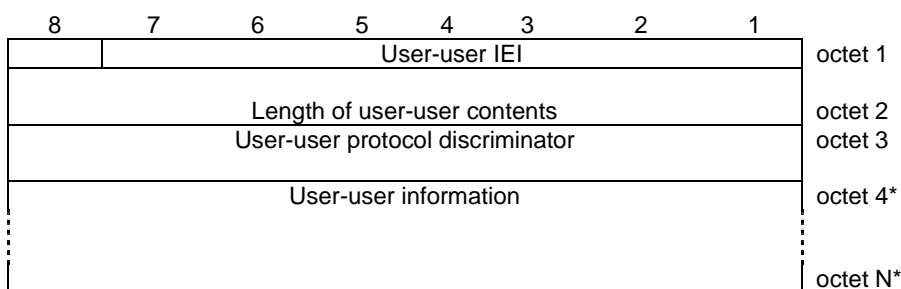 8 7 6 5 4 3 2 1
User-user IEI octet 1
Length of user-user contents octet 2
User-user protocol discriminator octet 3
User-user information octet 4*
octet N*